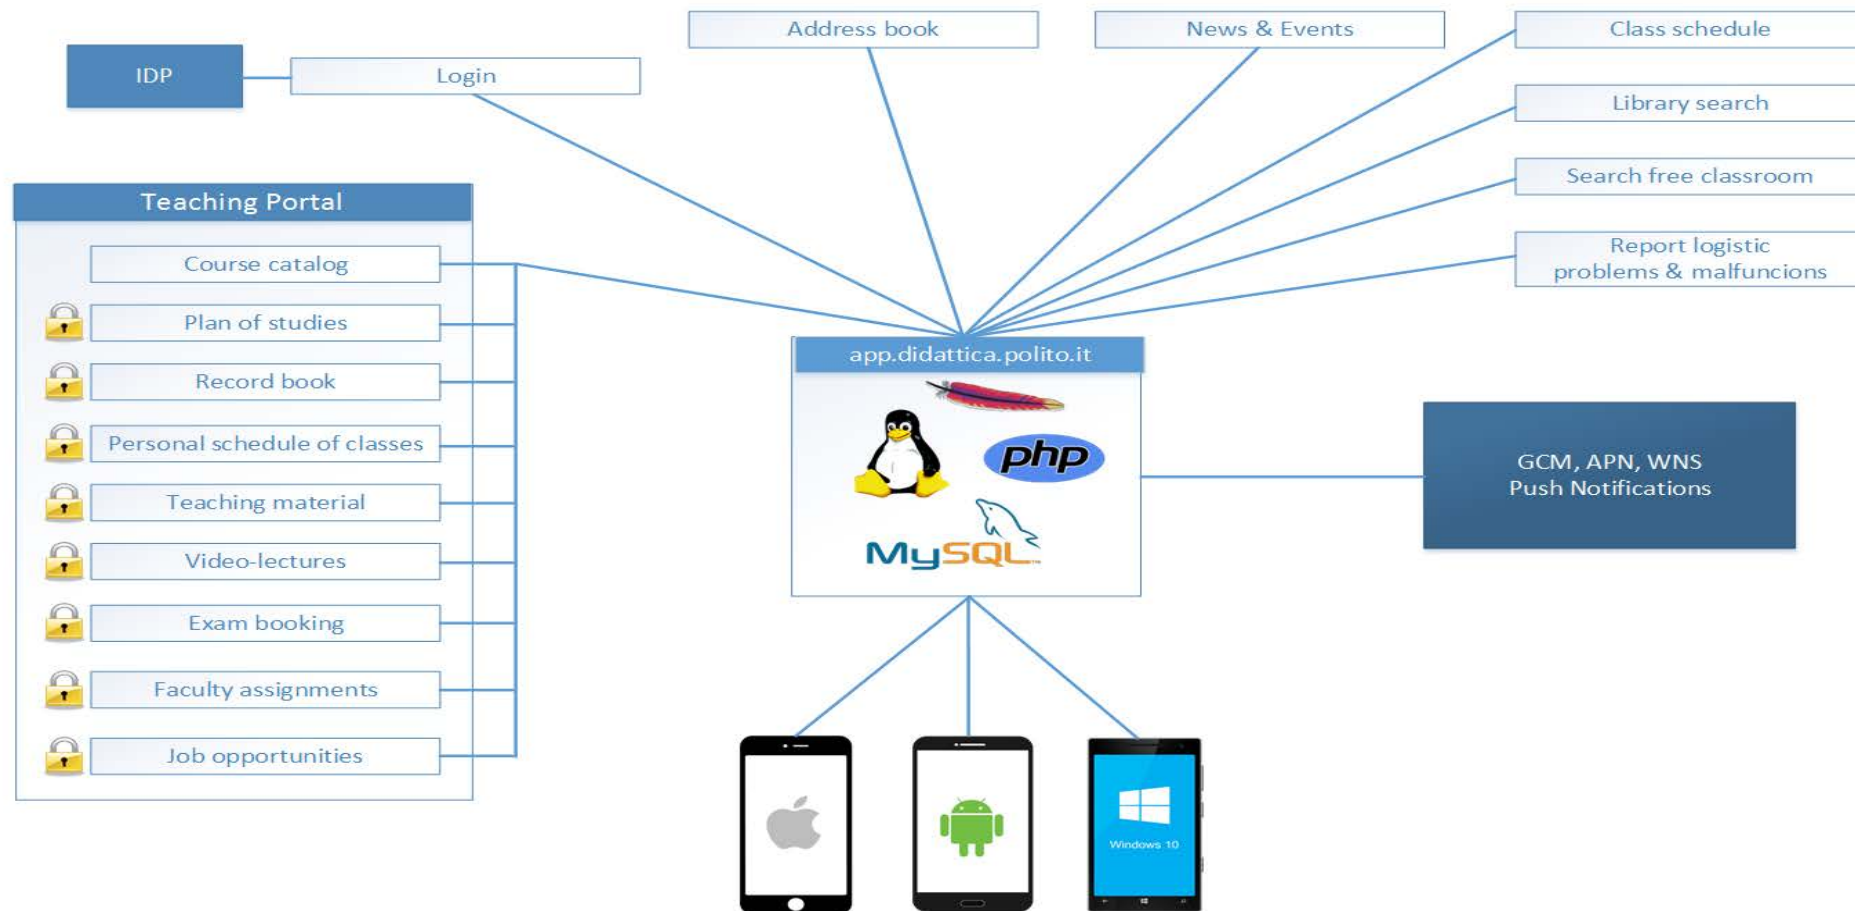 Address book
News & Events
Class schedule
IDP
Login
Library search
Search free classroom
Report logistic
problems & malfuncions
Teaching Portal
Course catalog
Plan of studies
Record book
Personal schedule of classes
Teaching material
Video-lectures
Exam booking
Faculty assignments
Job opportunities
app.didattica.polito.it
php
MySQL
GCM, APN, WNS
Push Notifications
Windows 10